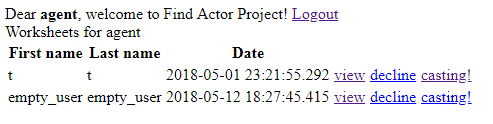 Dear agent, welcome to Find Actor Project! Logout
Worksheets for agent
First name Last name Date
t t 2018-05-01 23:21:55.292 view decline casting!
empty_user empty_user 2018-05-12 18:27:45.415 view decline casting!